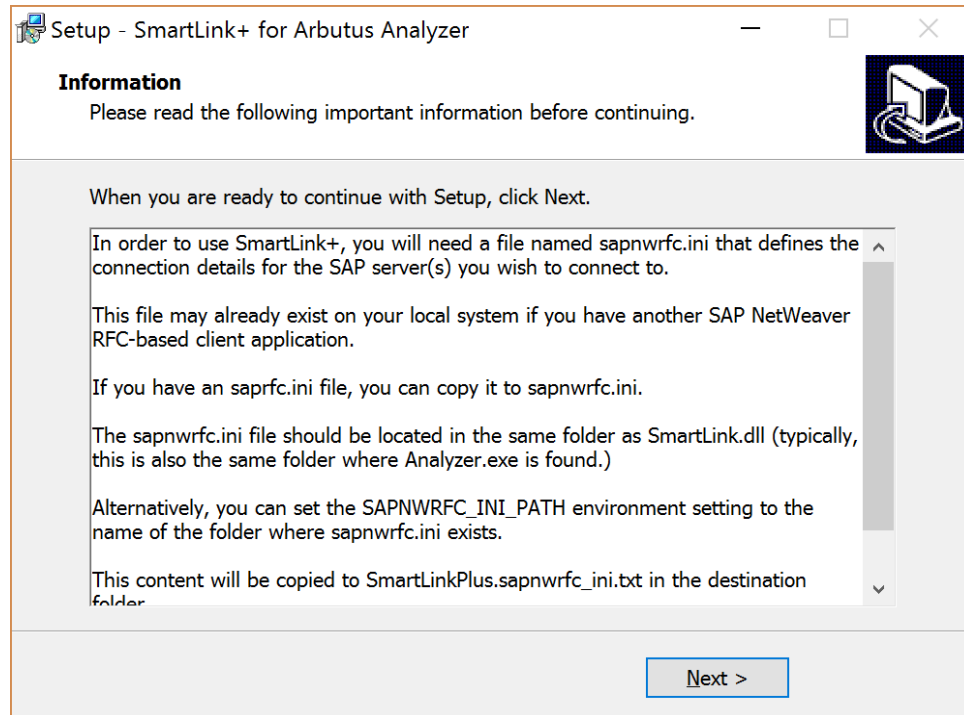 Setup - SmartLink+ for Arbutus Analyzer
Information
Please read the following important information before continuing.
When you are ready to continue with Setup, click Next.
In order to use SmartLink+, you will need a file named sapnwrfc.ini that defines the
connection details for the SAP server(s) you wish to connect to.
This file may already exist on your local system if you have another SAP NetWeaver
RFC-based client application.
If you have an saprfc.ini file, you can copy it to sapnwrfc.ini.
The sapnwrfc.ini file should be located in the same folder as SmartLink.dll (typically,
this is also the same folder where Analyzer.exe is found.)
Alternatively, you can set the SAPNWRFC_INI_PATH environment setting to the
name of the folder where sapnwrfc.ini exists.
This content will be copied to SmartLinkPlus.sapnwrfc_ini.txt in the destination
folder
Next >